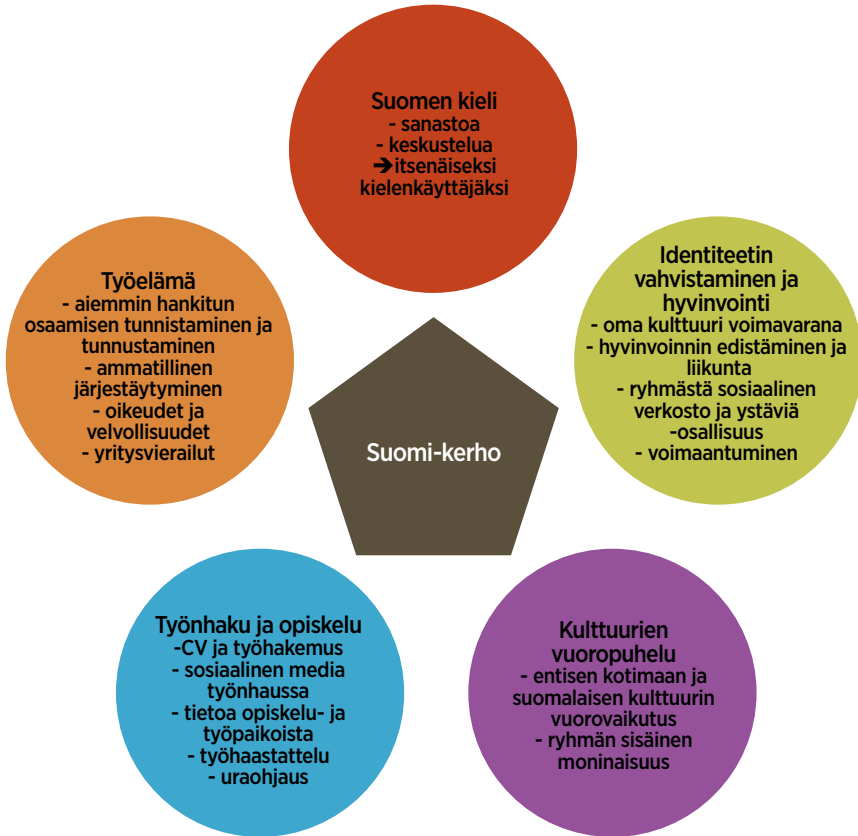 Suomen kieli
- sanastoa
- keskustelua
➔itsenäiseksi
kielenkäyttäjäksi
Identiteetin
vahvistaminen ja
hyvinvointi
- oma kulttuuri voimavarana
- hyvinvoinnin edistäminen ja
liikunta
- ryhmästä sosiaalinen
verkosto ja ystäviä
-osallisuus
- voimaantuminen
Kulttuurien
vuoropuhelu
- entisen kotimaan ja
suomalaisen kulttuurin
vuorovaikutus
- ryhmän sisäinen
moninaisuus
Työnhaku ja opiskelu
-CV ja työhakemus
- sosiaalinen media
työnhaussa
- tietoa opiskelu- ja
työpaikoista
- työhaastattelu
- uraohjaus
Työelämä
- aiemmin hankitun
osaamisen tunnistaminen ja
tunnustaminen
- ammatillinen
järjestäytyminen
- oikeudet ja
velvollisuudet
- yritysvierailut
Suomi-kerho